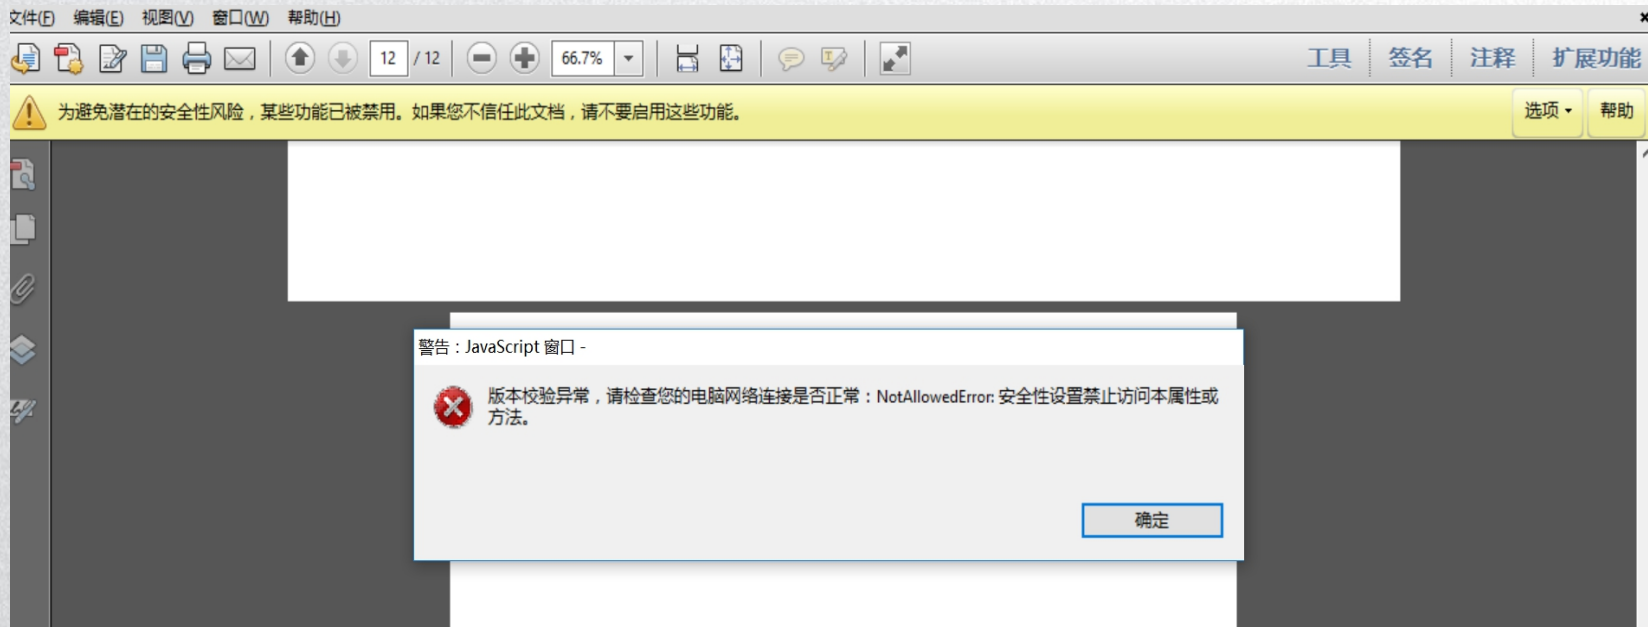 文件(F) 编辑(E) 视图(V) 窗口(W) 帮助(H)
12 / 12 66.7% 工具 签名 注释 扩展功能
为避免潜在的安全性风险，某些功能已被禁用。如果您不信任此文档，请不要启用这些功能。 选项 帮助
警告：JavaScript 窗口 -
版本校验异常，请检查您的电脑网络连接是否正常：NotAllowedError: 安全性设置禁止访问本属性或
方法。
确定